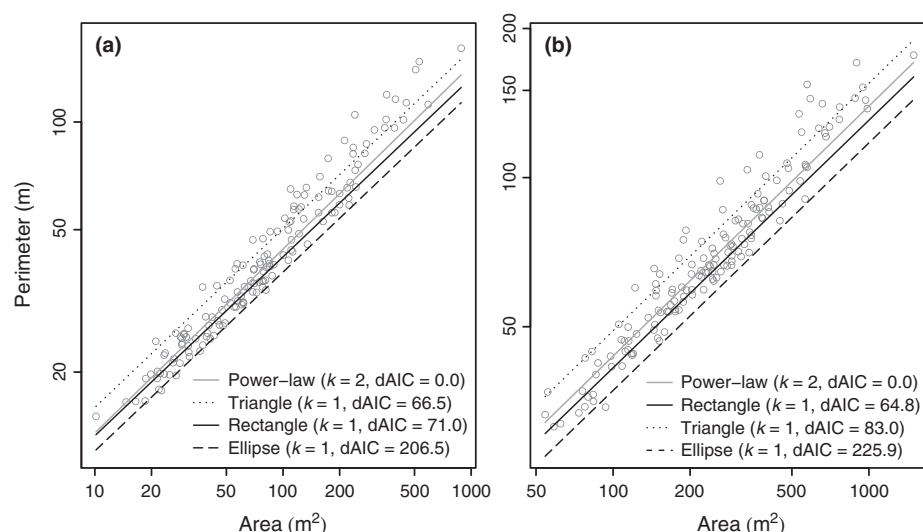 (a)
Perimeter (m)
100
50
20
Power–law (k = 2, dAIC = 0.0)
Triangle (k = 1, dAIC = 66.5)
Rectangle (k = 1, dAIC = 71.0)
Ellipse (k = 1, dAIC = 206.5)
10 20 50 100 200 500 1000
Area (m²)
(b)
200
150
100
50
Power–law (k = 2, dAIC = 0.0)
Rectangle (k = 1, dAIC = 64.8)
Triangle (k = 1, dAIC = 83.0)
Ellipse (k = 1, dAIC = 225.9)
50 100 200 500 1000
Area (m²)